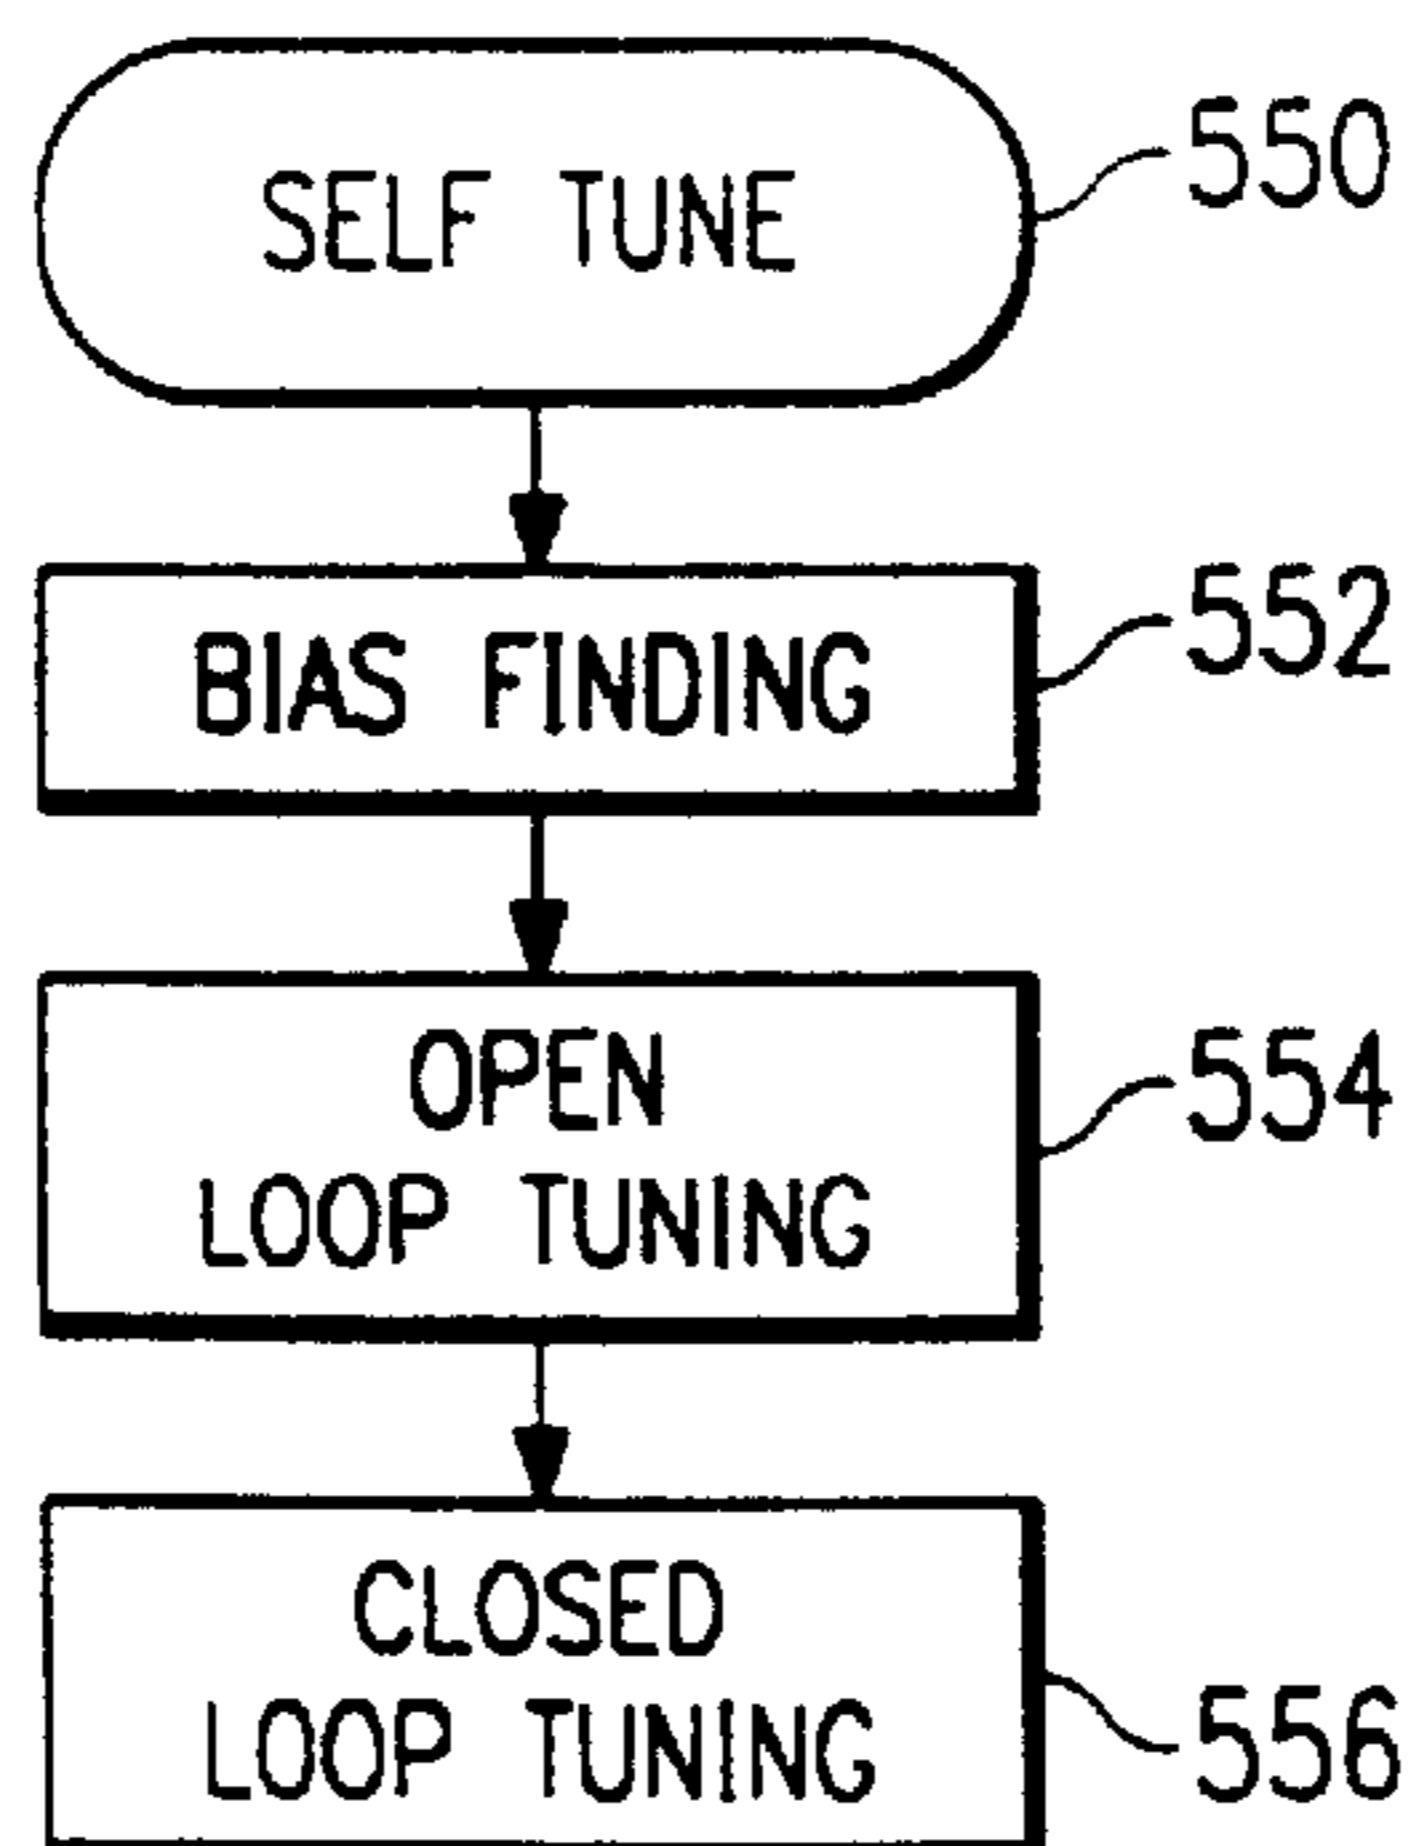 SELF TUNE
550
BIAS FINDING
552
OPEN
LOOP TUNING
554
CLOSED
LOOP TUNING
556